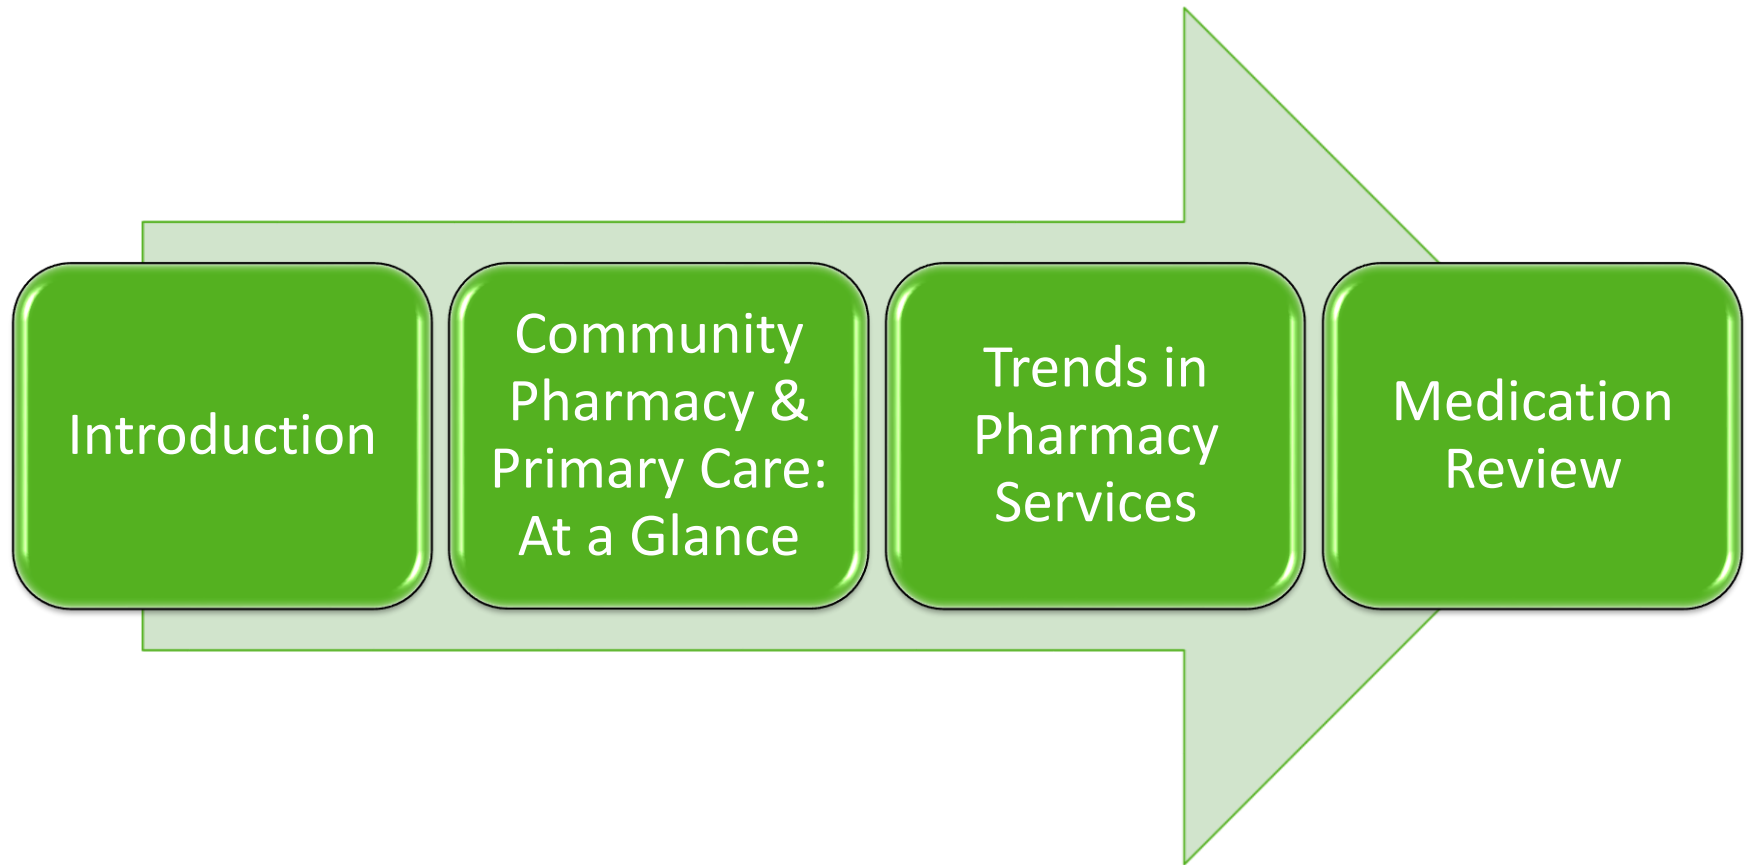 Introduction
Community
Pharmacy &
Primary Care:
At a Glance
Trends in
Pharmacy
Services
Medication
Review